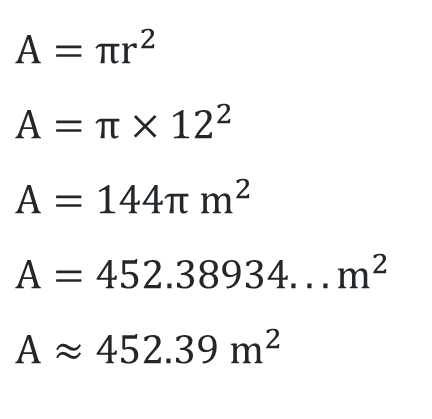 A = πr²
A = π × 12²
A = 144π m²
A = 452.38934... m²
A ≈ 452.39 m²